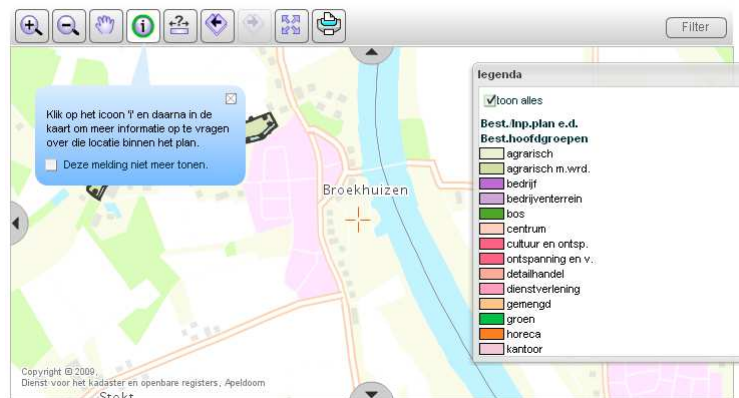 Filter
Klik op het icoon 'i' en daarna in de
kaart om meer informatie op te vragen
over die locatie binnen het plan.
Deze melding niet meer tonen.
Broekhuizen
legenda
toon alles
Best./Inp.plan e.d.
Best.hoofdgroepen
agrarisch
agrarisch m.wrd.
bedrijf
bedrijventerrein
bos
centrum
cultuur en ontsp.
ontspanning en v.
detailhandel
dienstverlening
gemengd
groen
horeca
kantoor
Copyright © 2009,
Dienst voor het kadaster en openbare registers, Apeldoorn
Stokt